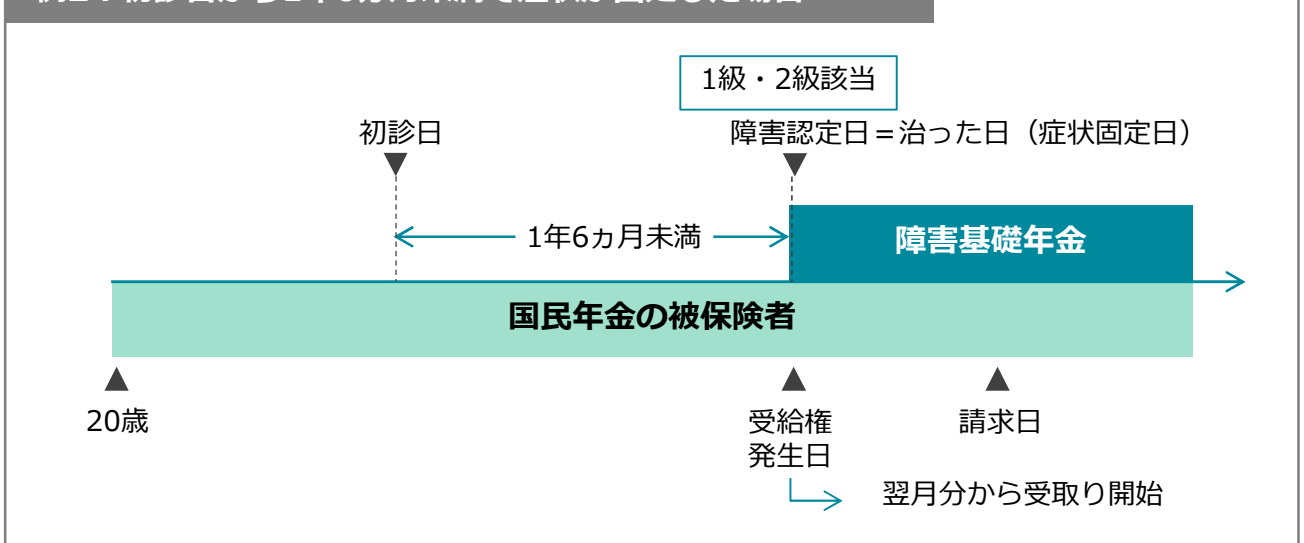 1級・2級該当
初診日
障害認定日=治った日（症状固定日）
1年6ヵ月未満
障害基礎年金
国民年金の被保険者
20歳
受給権
発生日
請求日
翌月分から受取り開始